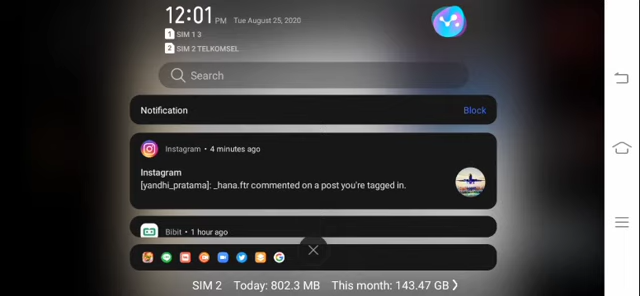 12:01 PM Tue August 25, 2020
1 SIM 1 3
2 SIM 2 TELKOMSEL
Search
Notification Block
Instagram • 4 minutes ago
Instagram
[yandhi_pratama]: _hana.ftr commented on a post you're tagged in.
Bibit • 1 hour ago
SIM 2 Today: 802.3 MB This month: 143.47 GB